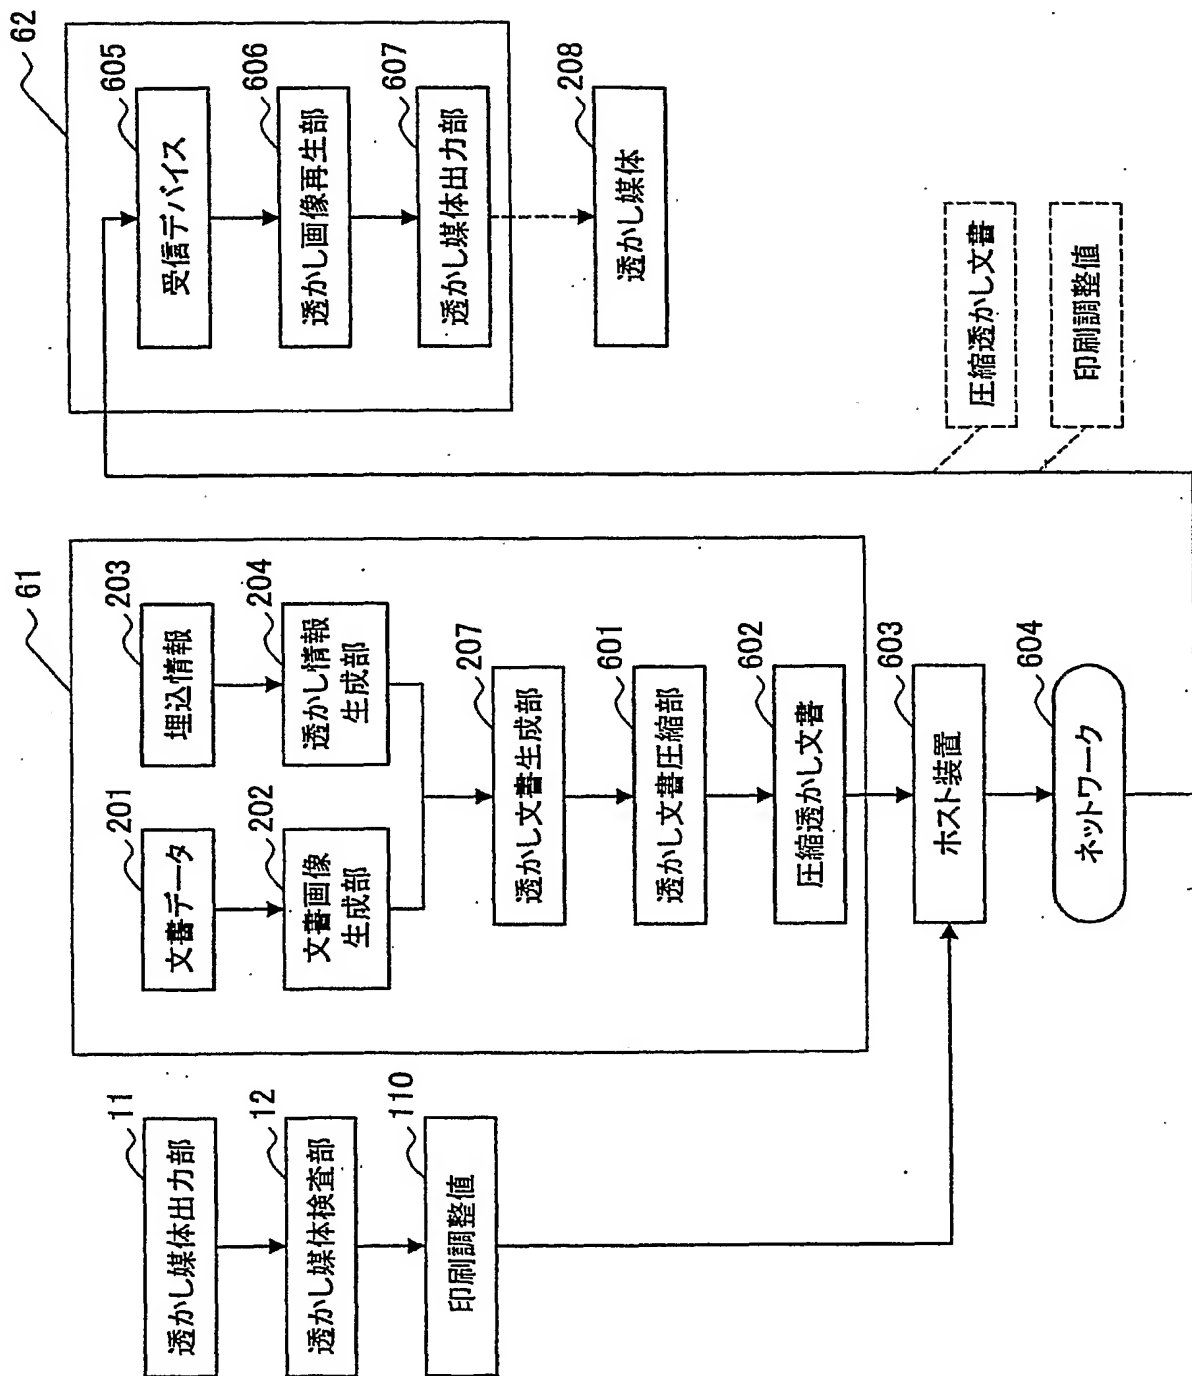 11
透かし媒体出力部
12
透かし媒体検査部
110
印刷調整値
61
201
文書データ
203
埋込情報
202
文書画像
生成部
204
透かし情報
生成部
207
透かし文書生成部
601
透かし文書圧縮部
602
圧縮透かし文書
603
ホスト装置
604
ネットワーク
62
605
受信デバイス
606
透かし画像再生部
607
透かし媒体出力部
208
透かし媒体
圧縮透かし文書
印刷調整値